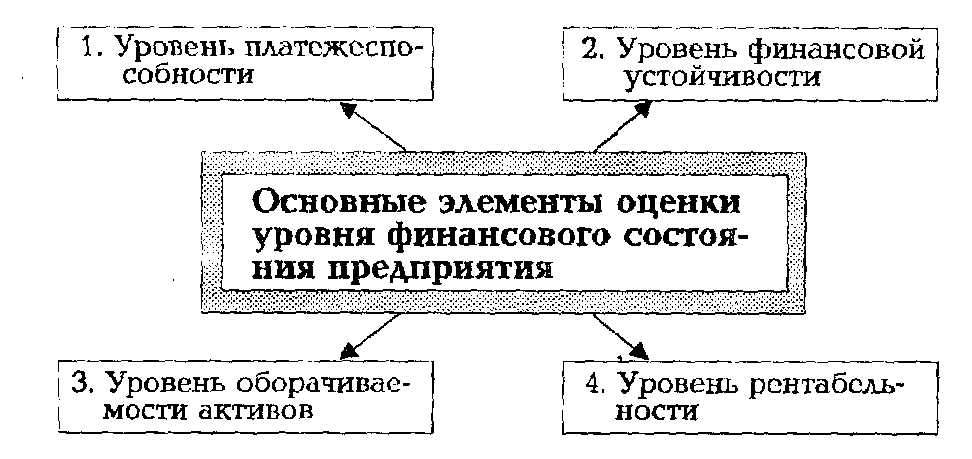 1. Уровень платежеспо-
собности
2. Уровень финансовой
устойчивости
Основные элементы оценки
уровня финансового состоя-
ния предприятия
3. Уровень оборачивае-
мости активов
4. Уровень рентабель-
ности